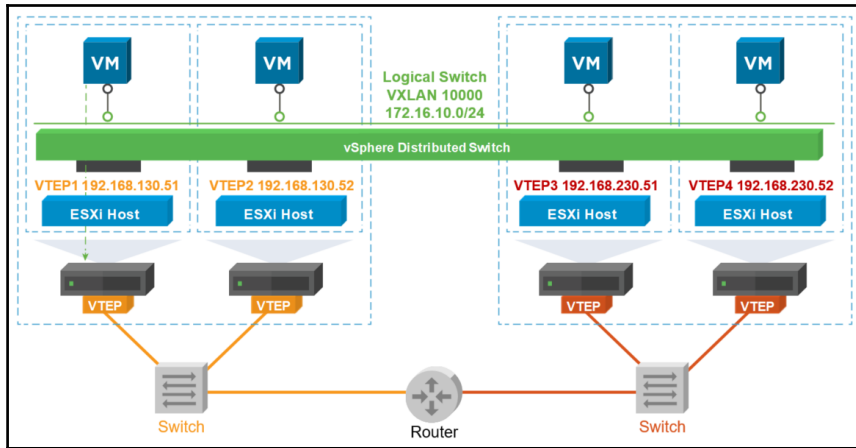 VM
VM
VM
VM
Logical Switch
VXLAN 10000
172.16.10.0/24
vSphere Distributed Switch
VTEP1 192.168.130.51
VTEP2 192.168.130.52
VTEP3 192.168.230.51
VTEP4 192.168.230.52
ESXi Host
ESXi Host
ESXi Host
ESXi Host
VTEP
VTEP
VTEP
VTEP
Switch
Router
Switch